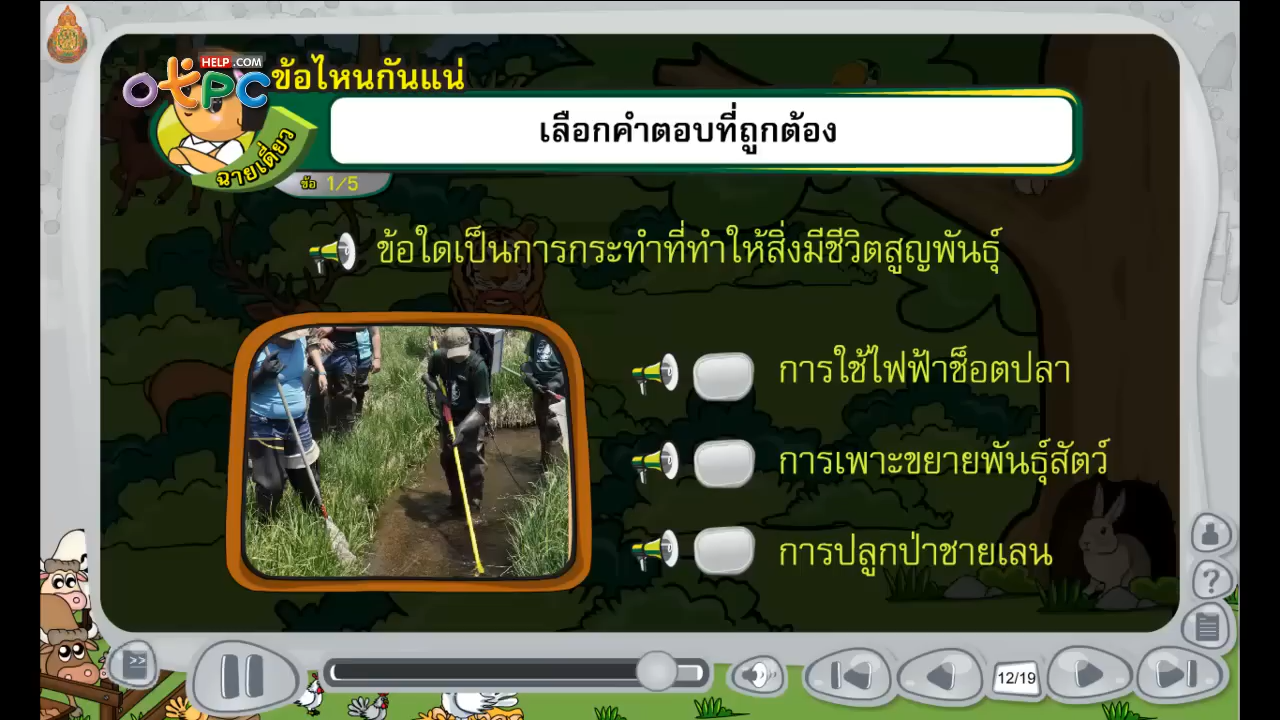 HELP.COM
otpc
ข้อไหนกันแน่
เลือกคำตอบที่ถูกต้อง
ฉายเดี่ยว
ข้อ 1/5
ข้อใดเป็นการกระทำที่ทำให้สิ่งมีชีวิตสูญพันธุ์
การใช้ไฟฟ้าช็อตปลา
การเพาะขยายพันธุ์สัตว์
การปลูกป่าชายเลน
12/19